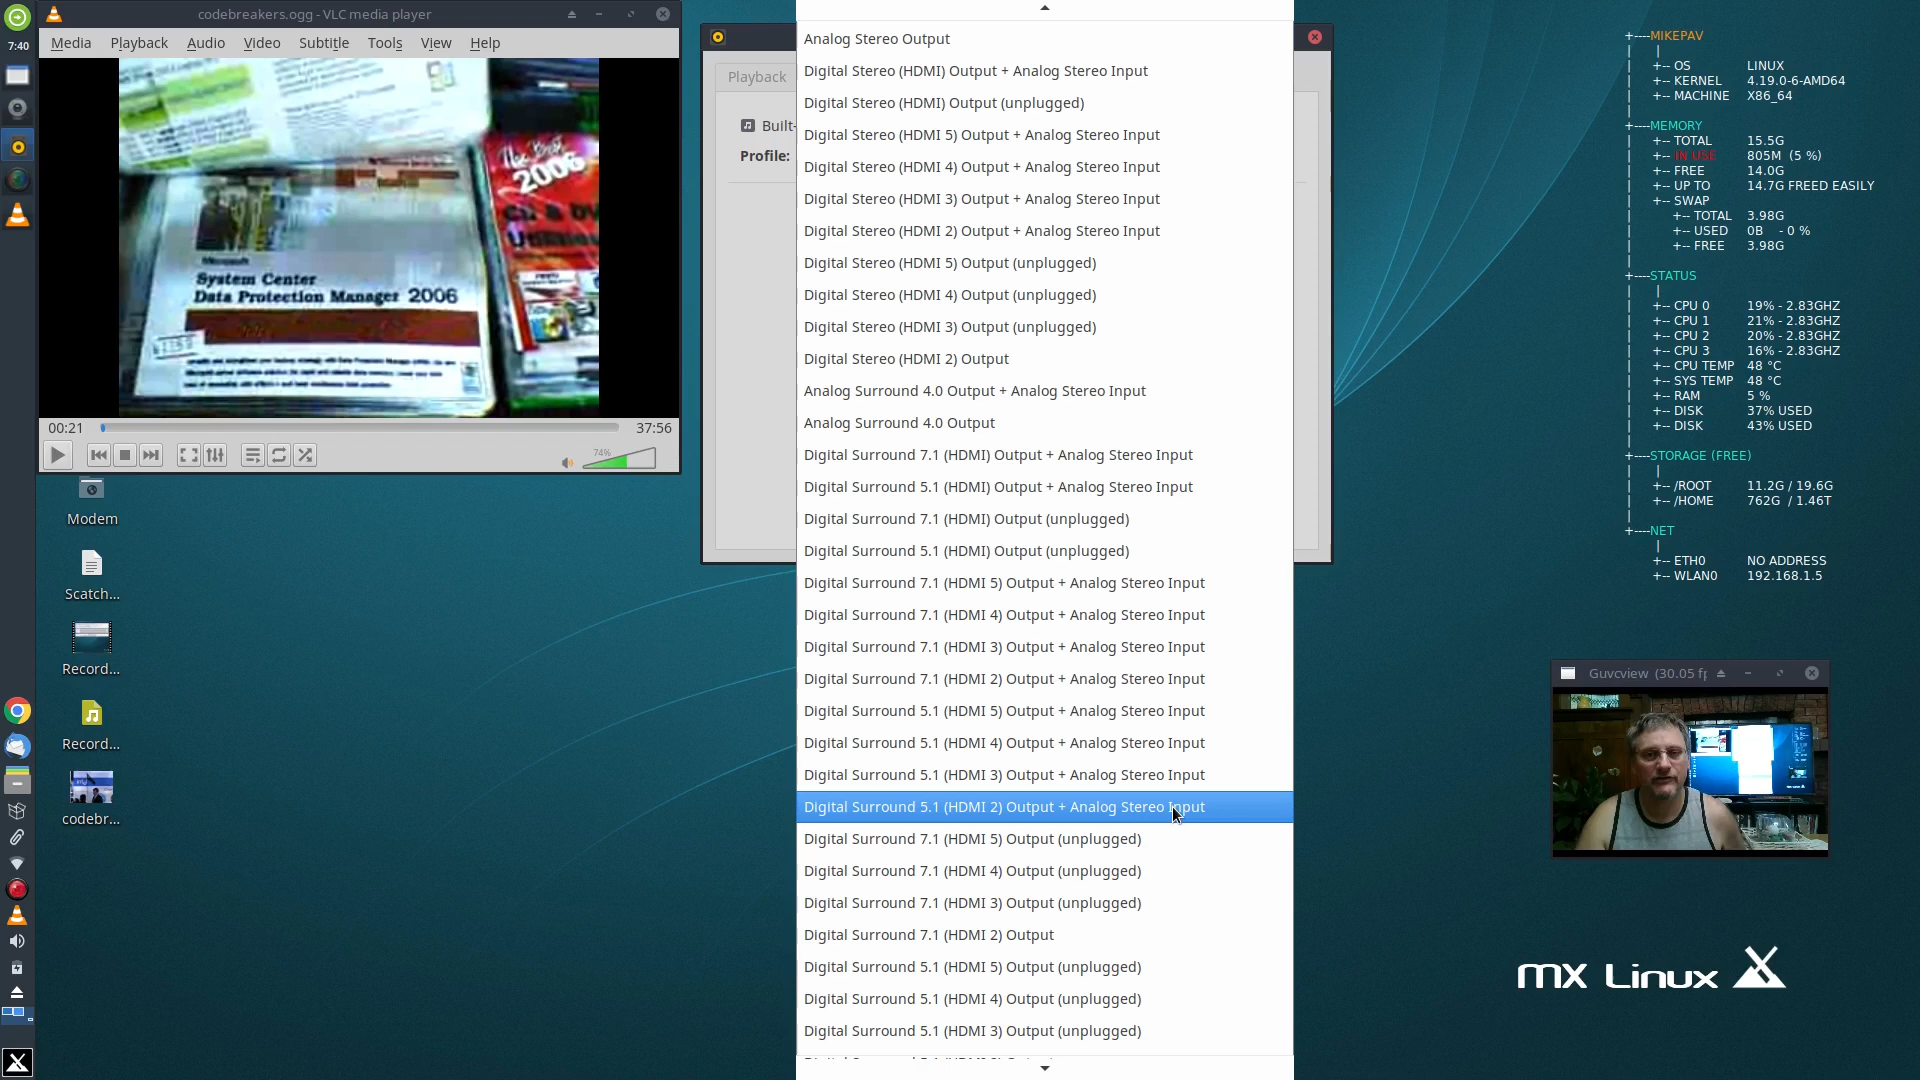 7:40
codebreakers.ogg - VLC media player
Media Playback Audio Video Subtitle Tools View Help
The Best
2006
System Center
Data Protection Manager 2006
00:21
37:56
74%
Modem
Scatch...
Record...
Record...
codebr...
Playback
Built-
Profile:
Analog Stereo Output
Digital Stereo (HDMI) Output + Analog Stereo Input
Digital Stereo (HDMI) Output (unplugged)
Digital Stereo (HDMI 5) Output + Analog Stereo Input
Digital Stereo (HDMI 4) Output + Analog Stereo Input
Digital Stereo (HDMI 3) Output + Analog Stereo Input
Digital Stereo (HDMI 2) Output + Analog Stereo Input
Digital Stereo (HDMI 5) Output (unplugged)
Digital Stereo (HDMI 4) Output (unplugged)
Digital Stereo (HDMI 3) Output (unplugged)
Digital Stereo (HDMI 2) Output
Analog Surround 4.0 Output + Analog Stereo Input
Analog Surround 4.0 Output
Digital Surround 7.1 (HDMI) Output + Analog Stereo Input
Digital Surround 5.1 (HDMI) Output + Analog Stereo Input
Digital Surround 7.1 (HDMI) Output (unplugged)
Digital Surround 5.1 (HDMI) Output (unplugged)
Digital Surround 7.1 (HDMI 5) Output + Analog Stereo Input
Digital Surround 7.1 (HDMI 4) Output + Analog Stereo Input
Digital Surround 7.1 (HDMI 3) Output + Analog Stereo Input
Digital Surround 7.1 (HDMI 2) Output + Analog Stereo Input
Digital Surround 5.1 (HDMI 5) Output + Analog Stereo Input
Digital Surround 5.1 (HDMI 4) Output + Analog Stereo Input
Digital Surround 5.1 (HDMI 3) Output + Analog Stereo Input
Digital Surround 5.1 (HDMI 2) Output + Analog Stereo Input
Digital Surround 7.1 (HDMI 5) Output (unplugged)
Digital Surround 7.1 (HDMI 4) Output (unplugged)
Digital Surround 7.1 (HDMI 3) Output (unplugged)
Digital Surround 7.1 (HDMI 2) Output
Digital Surround 5.1 (HDMI 5) Output (unplugged)
Digital Surround 5.1 (HDMI 4) Output (unplugged)
Digital Surround 5.1 (HDMI 3) Output (unplugged)
+----MIKEPAV
+-- OS LINUX
+-- KERNEL 4.19.0-6-AMD64
+-- MACHINE X86_64
+----MEMORY
+-- TOTAL 15.5G
+-- IN USE 805M (5 %)
+-- FREE 14.0G
+-- UP TO 14.7G FREED EASILY
+-- SWAP
+-- TOTAL 3.98G
+-- USED 0B - 0 %
+-- FREE 3.98G
+----STATUS
+-- CPU 0 19% - 2.83GHZ
+-- CPU 1 21% - 2.83GHZ
+-- CPU 2 20% - 2.83GHZ
+-- CPU 3 16% - 2.83GHZ
+-- CPU TEMP 48 °C
+-- SYS TEMP 48 °C
+-- RAM 5 %
+-- DISK 37% USED
+-- DISK 43% USED
+----STORAGE (FREE)
+-- /ROOT 11.2G / 19.6G
+-- /HOME 762G / 1.46T
+----NET
+-- ETH0 NO ADDRESS
+-- WLAN0 192.168.1.5
Guvcview (30.05 fp
mx Linux